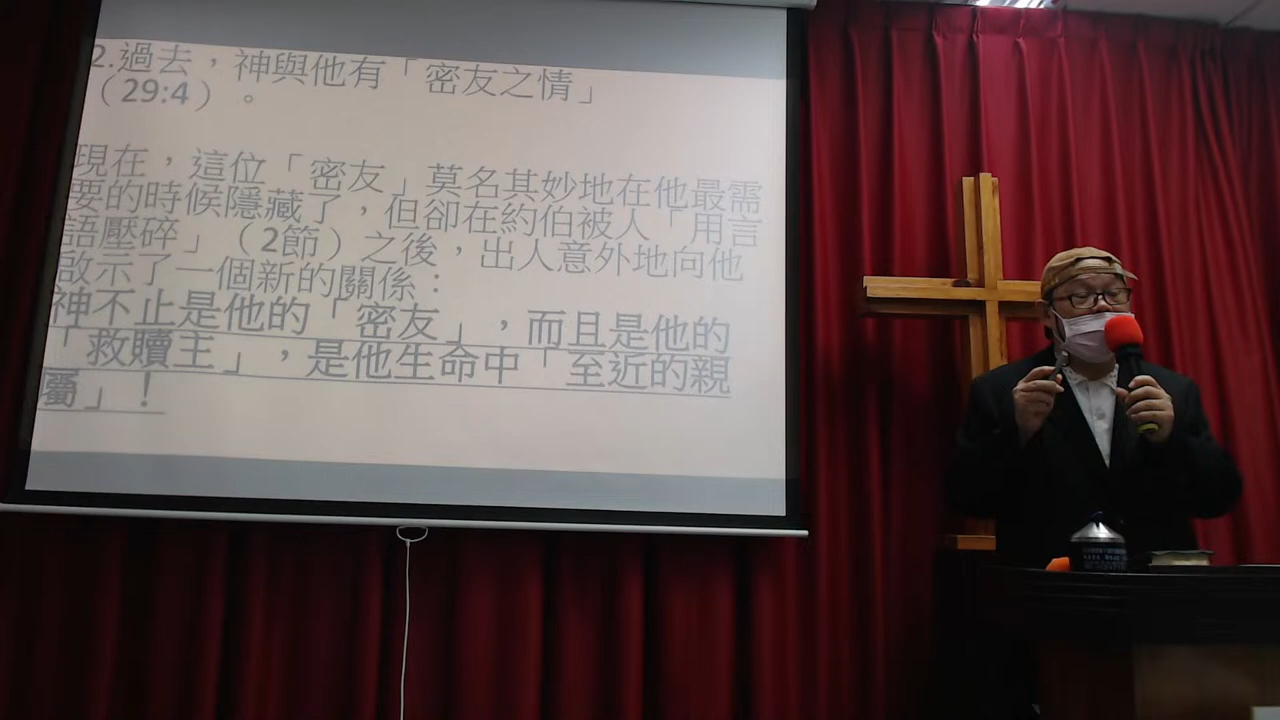 2.過去，神與他有「密友之情」
（29:4）。
現在，這位「密友」莫名其妙地在他最需
要的時候隱藏了，但卻在約伯被人「用言
語壓碎」（2節）之後，出人意外地向他
啟示了一個新的關係：
神不止是他的「密友」，而且是他的
「救贖主」，是他生命中「至近的親
屬」！